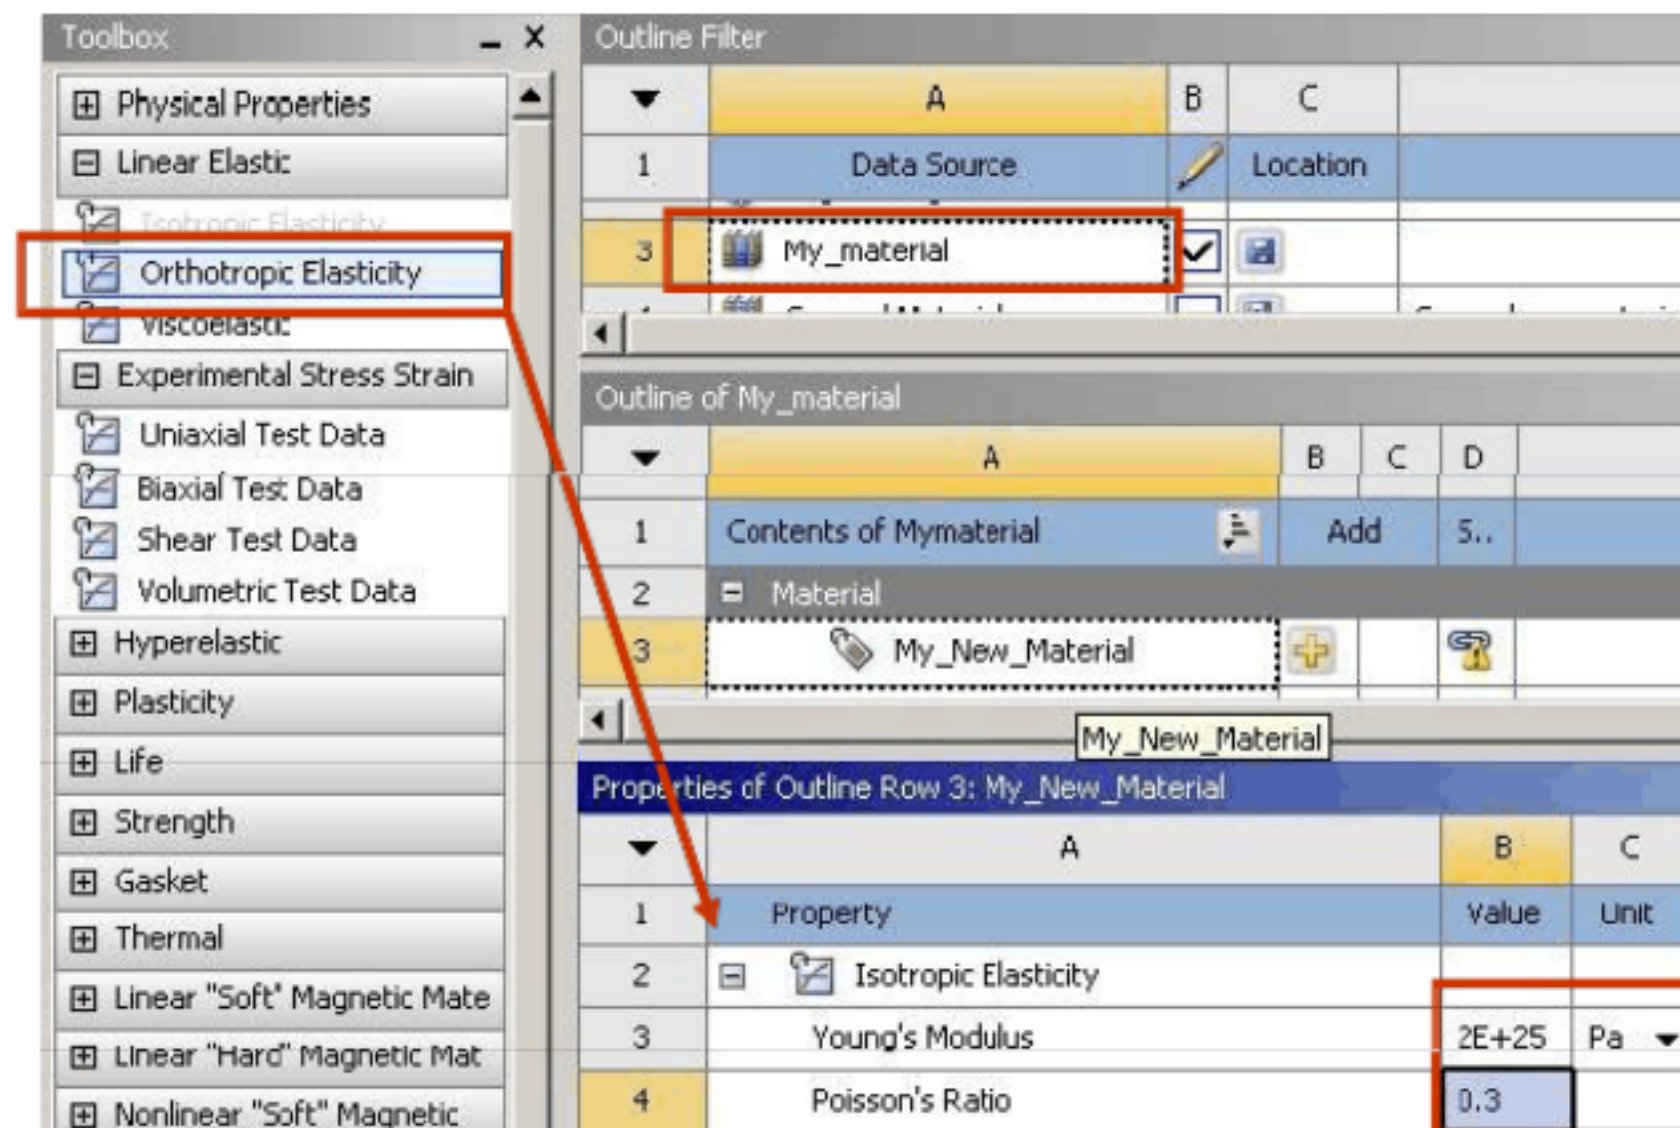 Toolbox
Physical Properties
Linear Elastic
Isotropic Elasticity
Orthotropic Elasticity
Viscoelastic
Experimental Stress Strain
Uniaxial Test Data
Biaxial Test Data
Shear Test Data
Volumetric Test Data
Hyperelastic
Plasticity
Life
Strength
Gasket
Thermal
Linear "Soft" Magnetic Mate
Linear "Hard" Magnetic Mat
Nonlinear "Soft" Magnetic
Outline Filter
A B C
1 Data Source Location
3 My_material
Outline of My_material
A B C D
1 Contents of Mymaterial Add S..
2 Material
3 My_New_Material
My_New_Material
Properties of Outline Row 3: My_New_Material
A B C
1 Property Value Unit
2 Isotropic Elasticity
3 Young's Modulus 2E+25 Pa
4 Poisson's Ratio 0.3